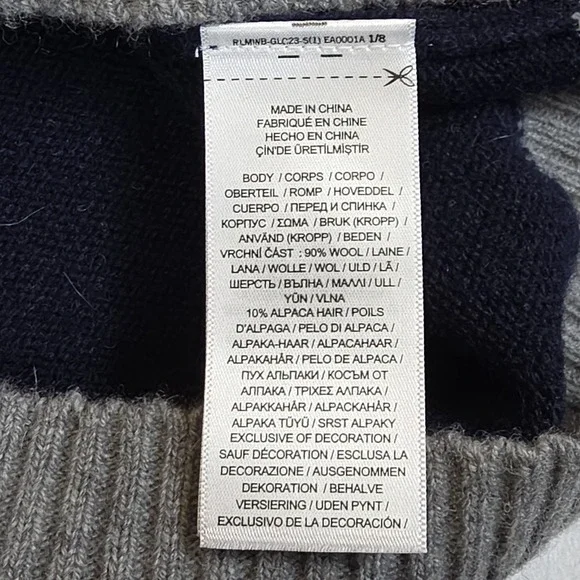 RLMWB-GLC23-S(1) EA0001A 1/8
MADE IN CHINA
FABRIQUÉ EN CHINE
HECHO EN CHINA
ÇIN'DE ÜRETİLMİŞTİR
BODY / CORPS / CORPO /
OBERTEIL / ROMP / HOVEDDEL /
CUERPO / ПЕРЕД И СПИНКА /
КОРПУС / ΣΩΜΑ / BRUK (KROPP) /
ANVÄND (KROPP) / BEDEN /
VRCHNÍ ČÁST : 90% WOOL / LAINE /
LANA / WOLLE / WOL / ULD / LÃ /
ШЕРСТЬ / ВЪЛНА / ΜΑΛΛΙ / ULL /
YÜN / VLNA
10% ALPACA HAIR / POILS
D'ALPAGA / PELO DI ALPACA /
ALPAKA-HAAR / ALPACAHAAR /
ALPAKAHÅR / PELO DE ALPACA /
ПУХ АЛЬПАКИ / КОСЪМ ОТ
АЛПАКА / ΤΡΙΧΕΣ ΑΛΠΑΚΑ /
ALPAKKAHÅR / ALPACKAHÅR /
ALPAKA TÜYÜ / SRST ALPAKY
EXCLUSIVE OF DECORATION /
SAUF DÉCORATION / ESCLUSA LA
DECORAZIONE / AUSGENOMMEN
DEKORATION / BEHALVE
VERSIERING / UDEN PYNT /
EXCLUSIVO DE LA DECORACIÓN /